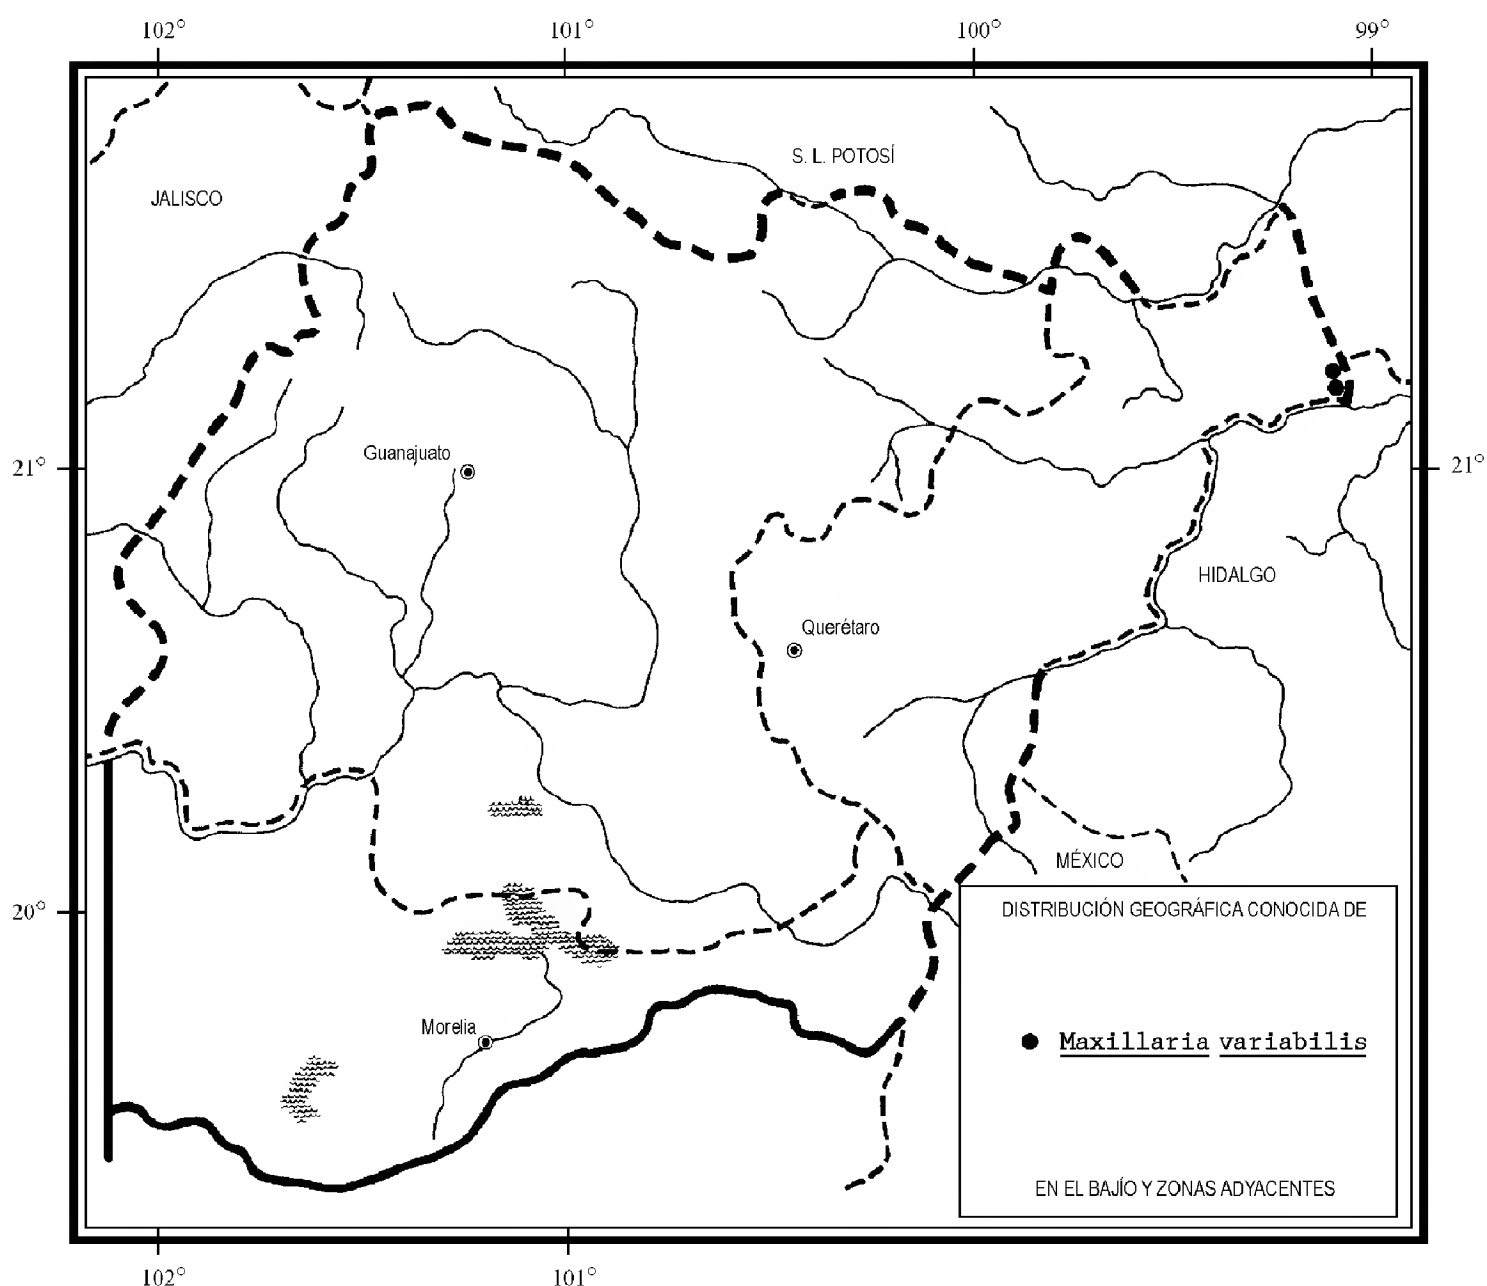 102° 101° 100° 99°
S. L. POTOSÍ
JALISCO
Guanajuato
21° 21°
HIDALGO
Querétaro
MÉXICO
20°
DISTRIBUCIÓN GEOGRÁFICA CONOCIDA DE
Morelia
Maxillaria variabilis
EN EL BAJÍO Y ZONAS ADYACENTES
102° 101°